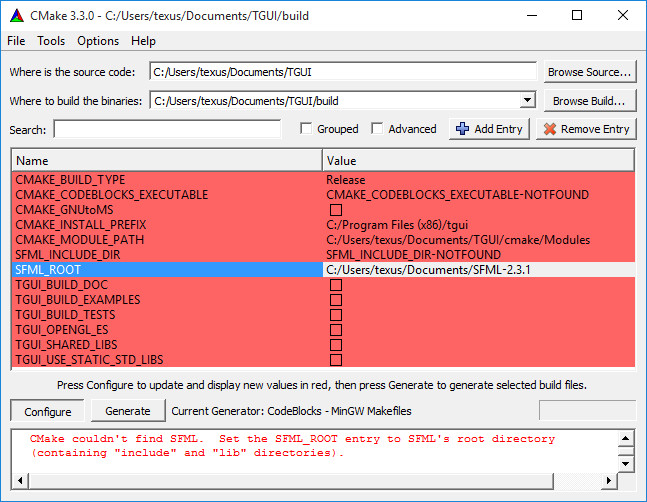 CMake 3.3.0 - C:/Users/texus/Documents/TGUI/build
File Tools Options Help
Where is the source code: C:/Users/texus/Documents/TGUI Browse Source...
Where to build the binaries: C:/Users/texus/Documents/TGUI/build Browse Build...
Search: Grouped Advanced Add Entry Remove Entry
Name Value
CMAKE_BUILD_TYPE Release
CMAKE_CODEBLOCKS_EXECUTABLE CMAKE_CODEBLOCKS_EXECUTABLE-NOTFOUND
CMAKE_GNUtoMS
CMAKE_INSTALL_PREFIX C:/Program Files (x86)/tgui
CMAKE_MODULE_PATH C:/Users/texus/Documents/TGUI/cmake/Modules
SFML_INCLUDE_DIR SFML_INCLUDE_DIR-NOTFOUND
SFML_ROOT C:/Users/texus/Documents/SFML-2.3.1
TGUI_BUILD_DOC
TGUI_BUILD_EXAMPLES
TGUI_BUILD_TESTS
TGUI_OPENGL_ES
TGUI_SHARED_LIBS
TGUI_USE_STATIC_STD_LIBS
Press Configure to update and display new values in red, then press Generate to generate selected build files.
Configure Generate Current Generator: CodeBlocks - MinGW Makefiles
CMake couldn't find SFML. Set the SFML_ROOT entry to SFML's root directory
(containing "include" and "lib" directories).